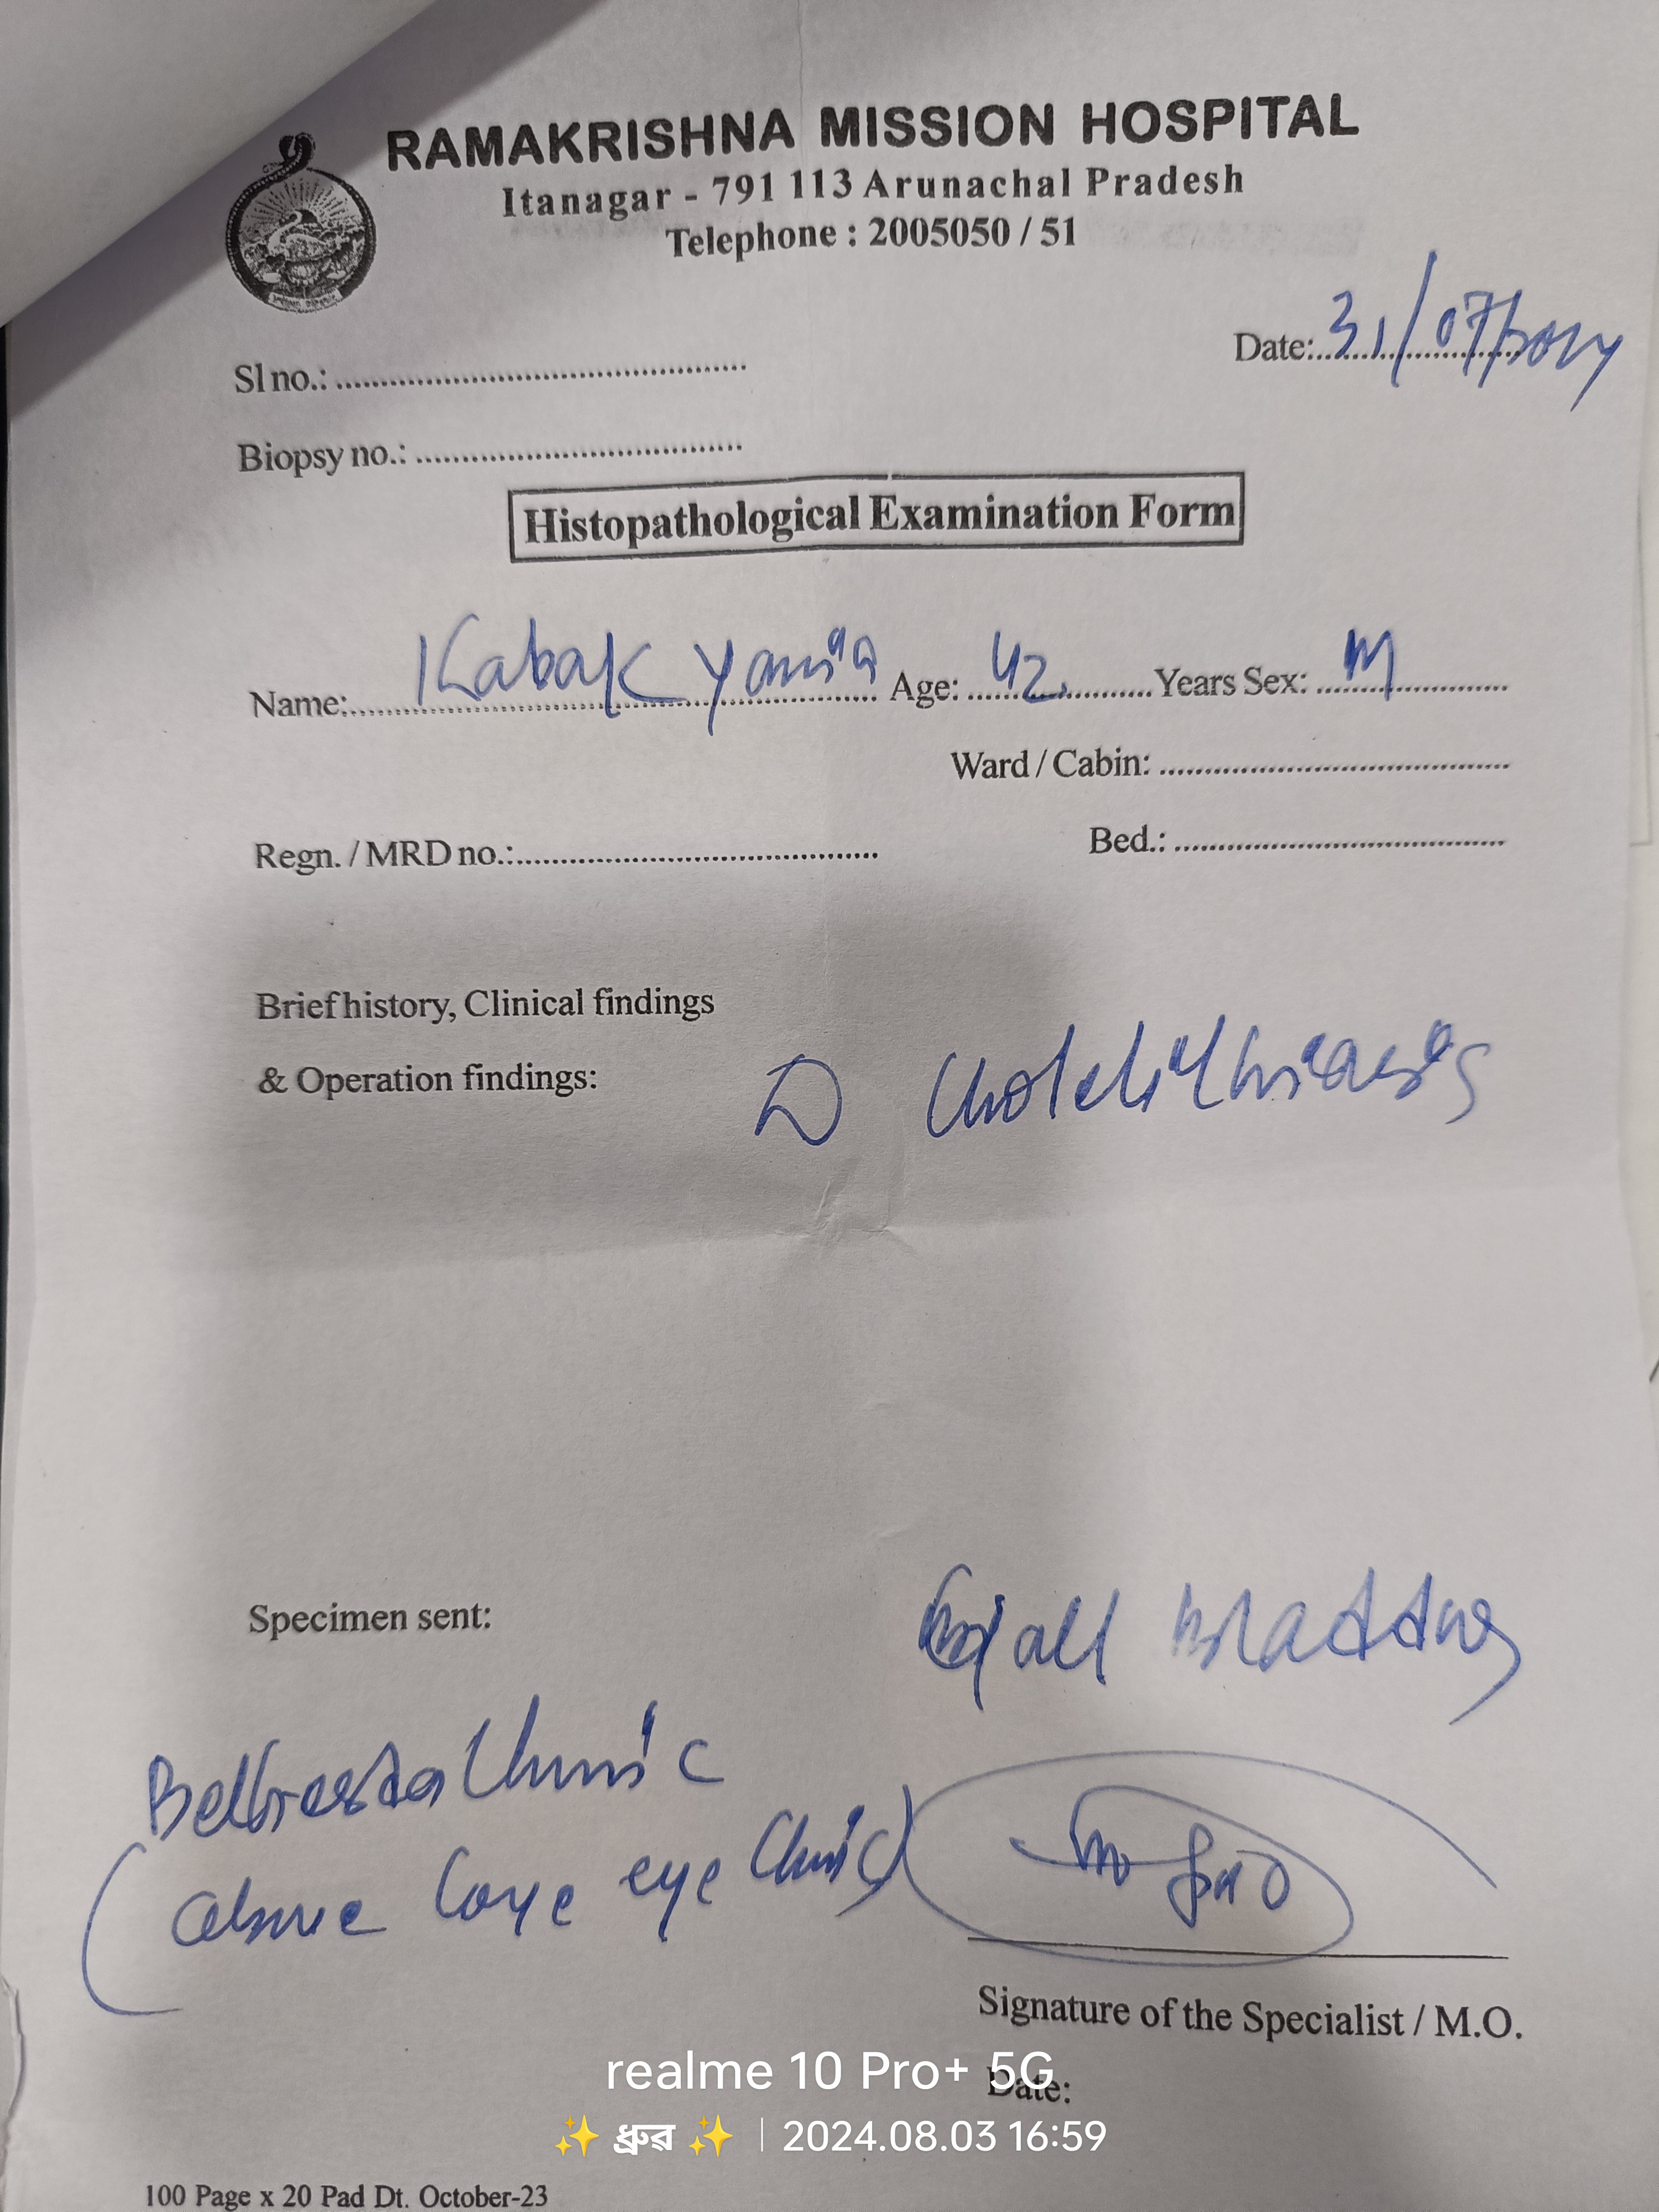 RAMAKRISHNA MISSION HOSPITAL
Itanagar - 791 113 Arunachal Pradesh
Telephone : 2005050 / 51
Date: 31/07/2024
Sl no.:
Biopsy no.:
Histopathological Examination Form
Name: Kabak Age: 42 Years Sex: M
Ward / Cabin:
Regn. / MRD no.:
Bed.:
Brief history, Clinical findings
& Operation findings: Cholelithiasis
Specimen sent: Gall bladder
Clinic
(above eye Clinic)
Signature of the Specialist / M.O.
Date:
realme 10 Pro+ 5G
✨ ধ্ৰুৱ ✨ | 2024.08.03 16:59
100 Page x 20 Pad Dt. October-23